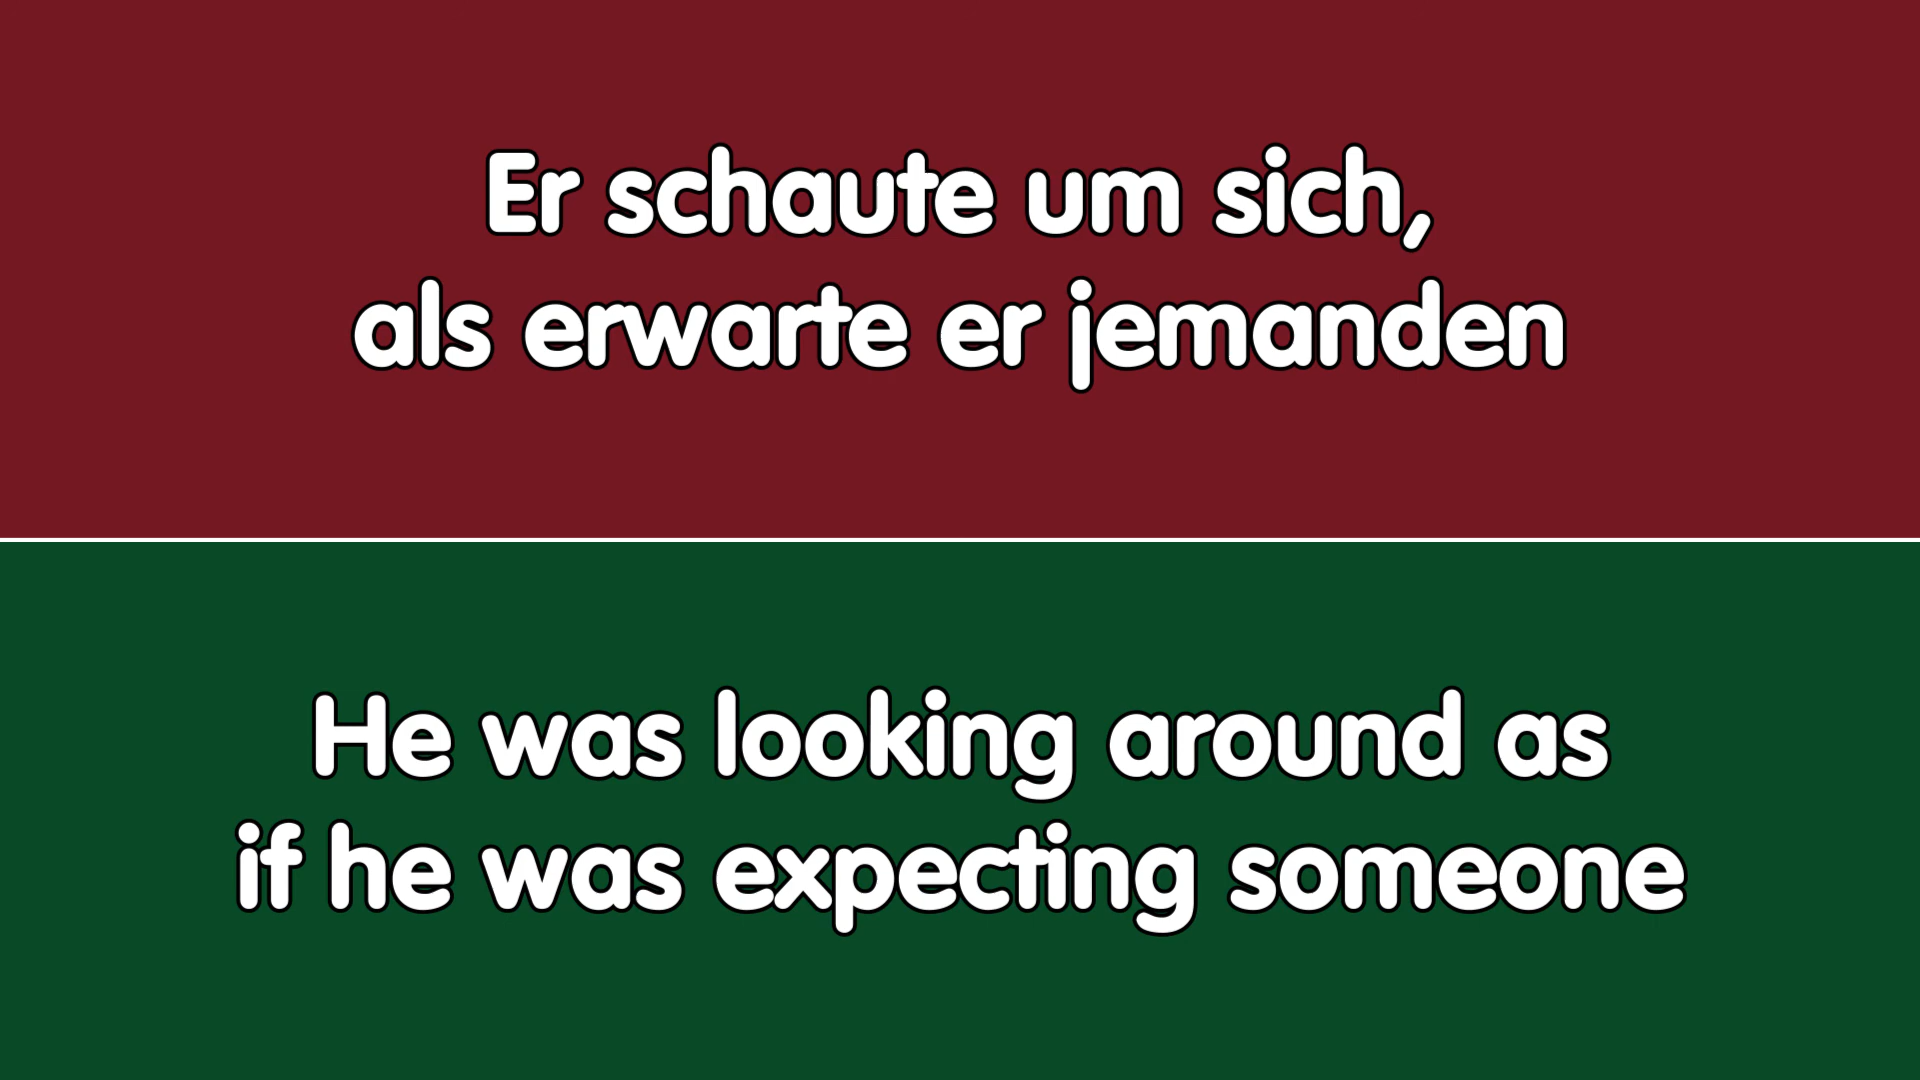 Er schaute um sich,
als erwarte er jemanden
He was looking around as
if he was expecting someone